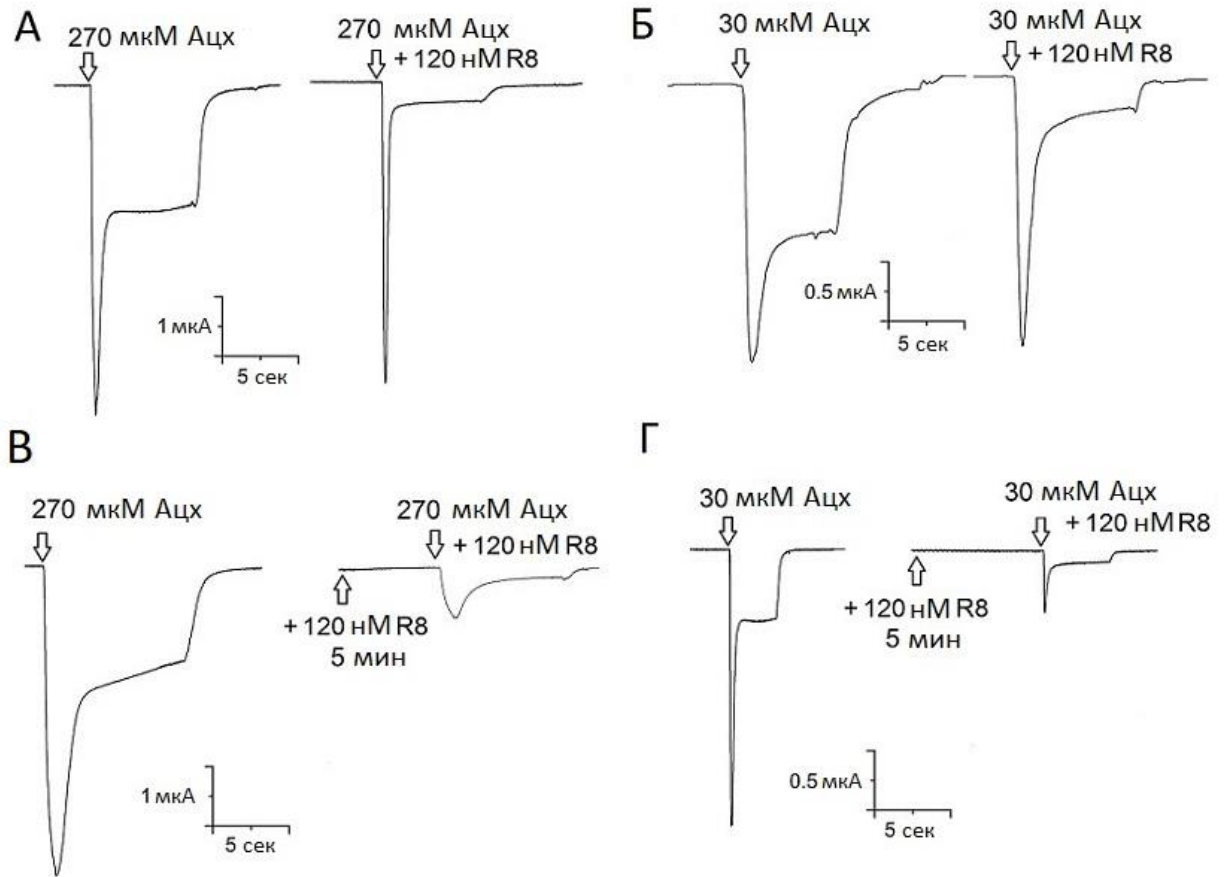 А
270 мкМ Ацх
270 мкМ Ацх
+ 120 нМ R8
1 мкА
5 сек
Б
30 мкМ Ацх
30 мкМ Ацх
+ 120 нМ R8
0.5 мкА
5 сек
В
270 мкМ Ацх
270 мкМ Ацх
+ 120 нМ R8
+ 120 нМ R8
5 мин
1 мкА
5 сек
Г
30 мкМ Ацх
30 мкМ Ацх
+ 120 нМ R8
+ 120 нМ R8
5 мин
0.5 мкА
5 сек